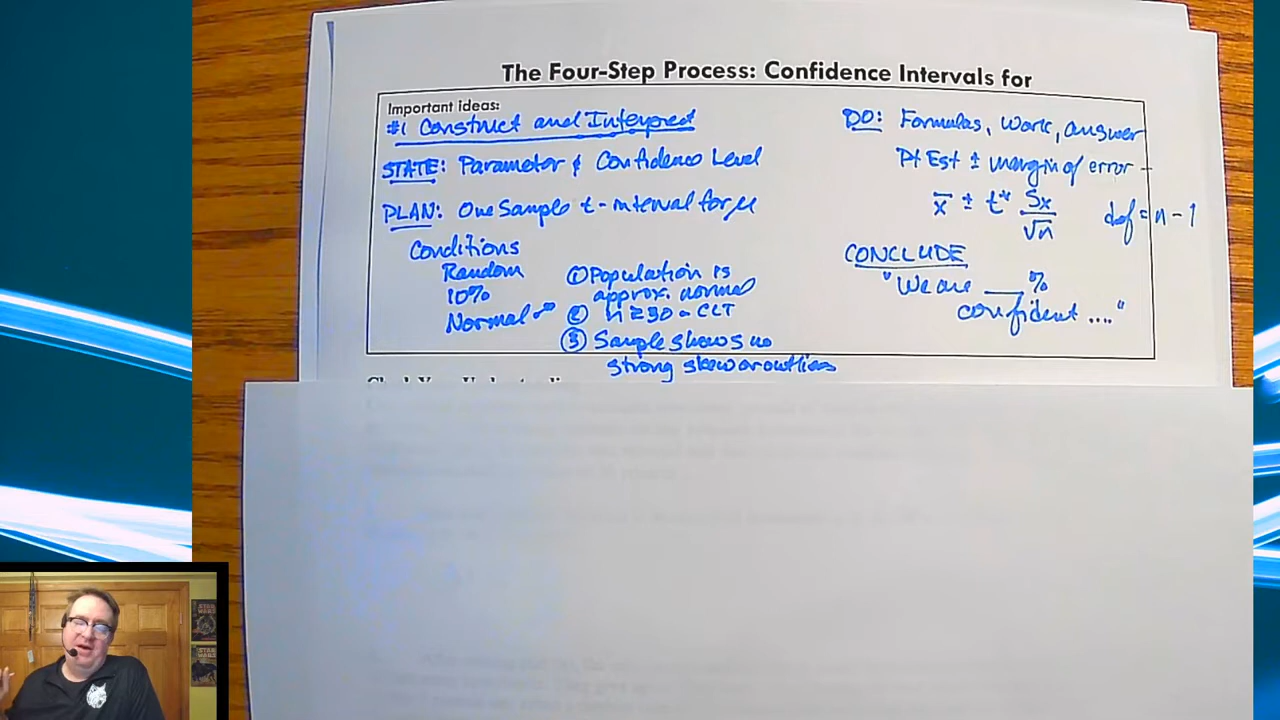 The Four-Step Process: Confidence Intervals for
Important ideas:
#1 Construct and Interpret
STATE: Parameter & Confidence Level
PLAN: One Sample t-interval for μ
Conditions
Random
10%
Normal
① Population is
approx. normal
② n ≥ 30 - CLT
③ Sample shows no
strong skew or outliers
DO: Formulas, Work, answer
Pt Est ± margin of error
x̄ ± t* Sx/√n df = n - 1
CONCLUDE
"We are ___ %
confident ...."